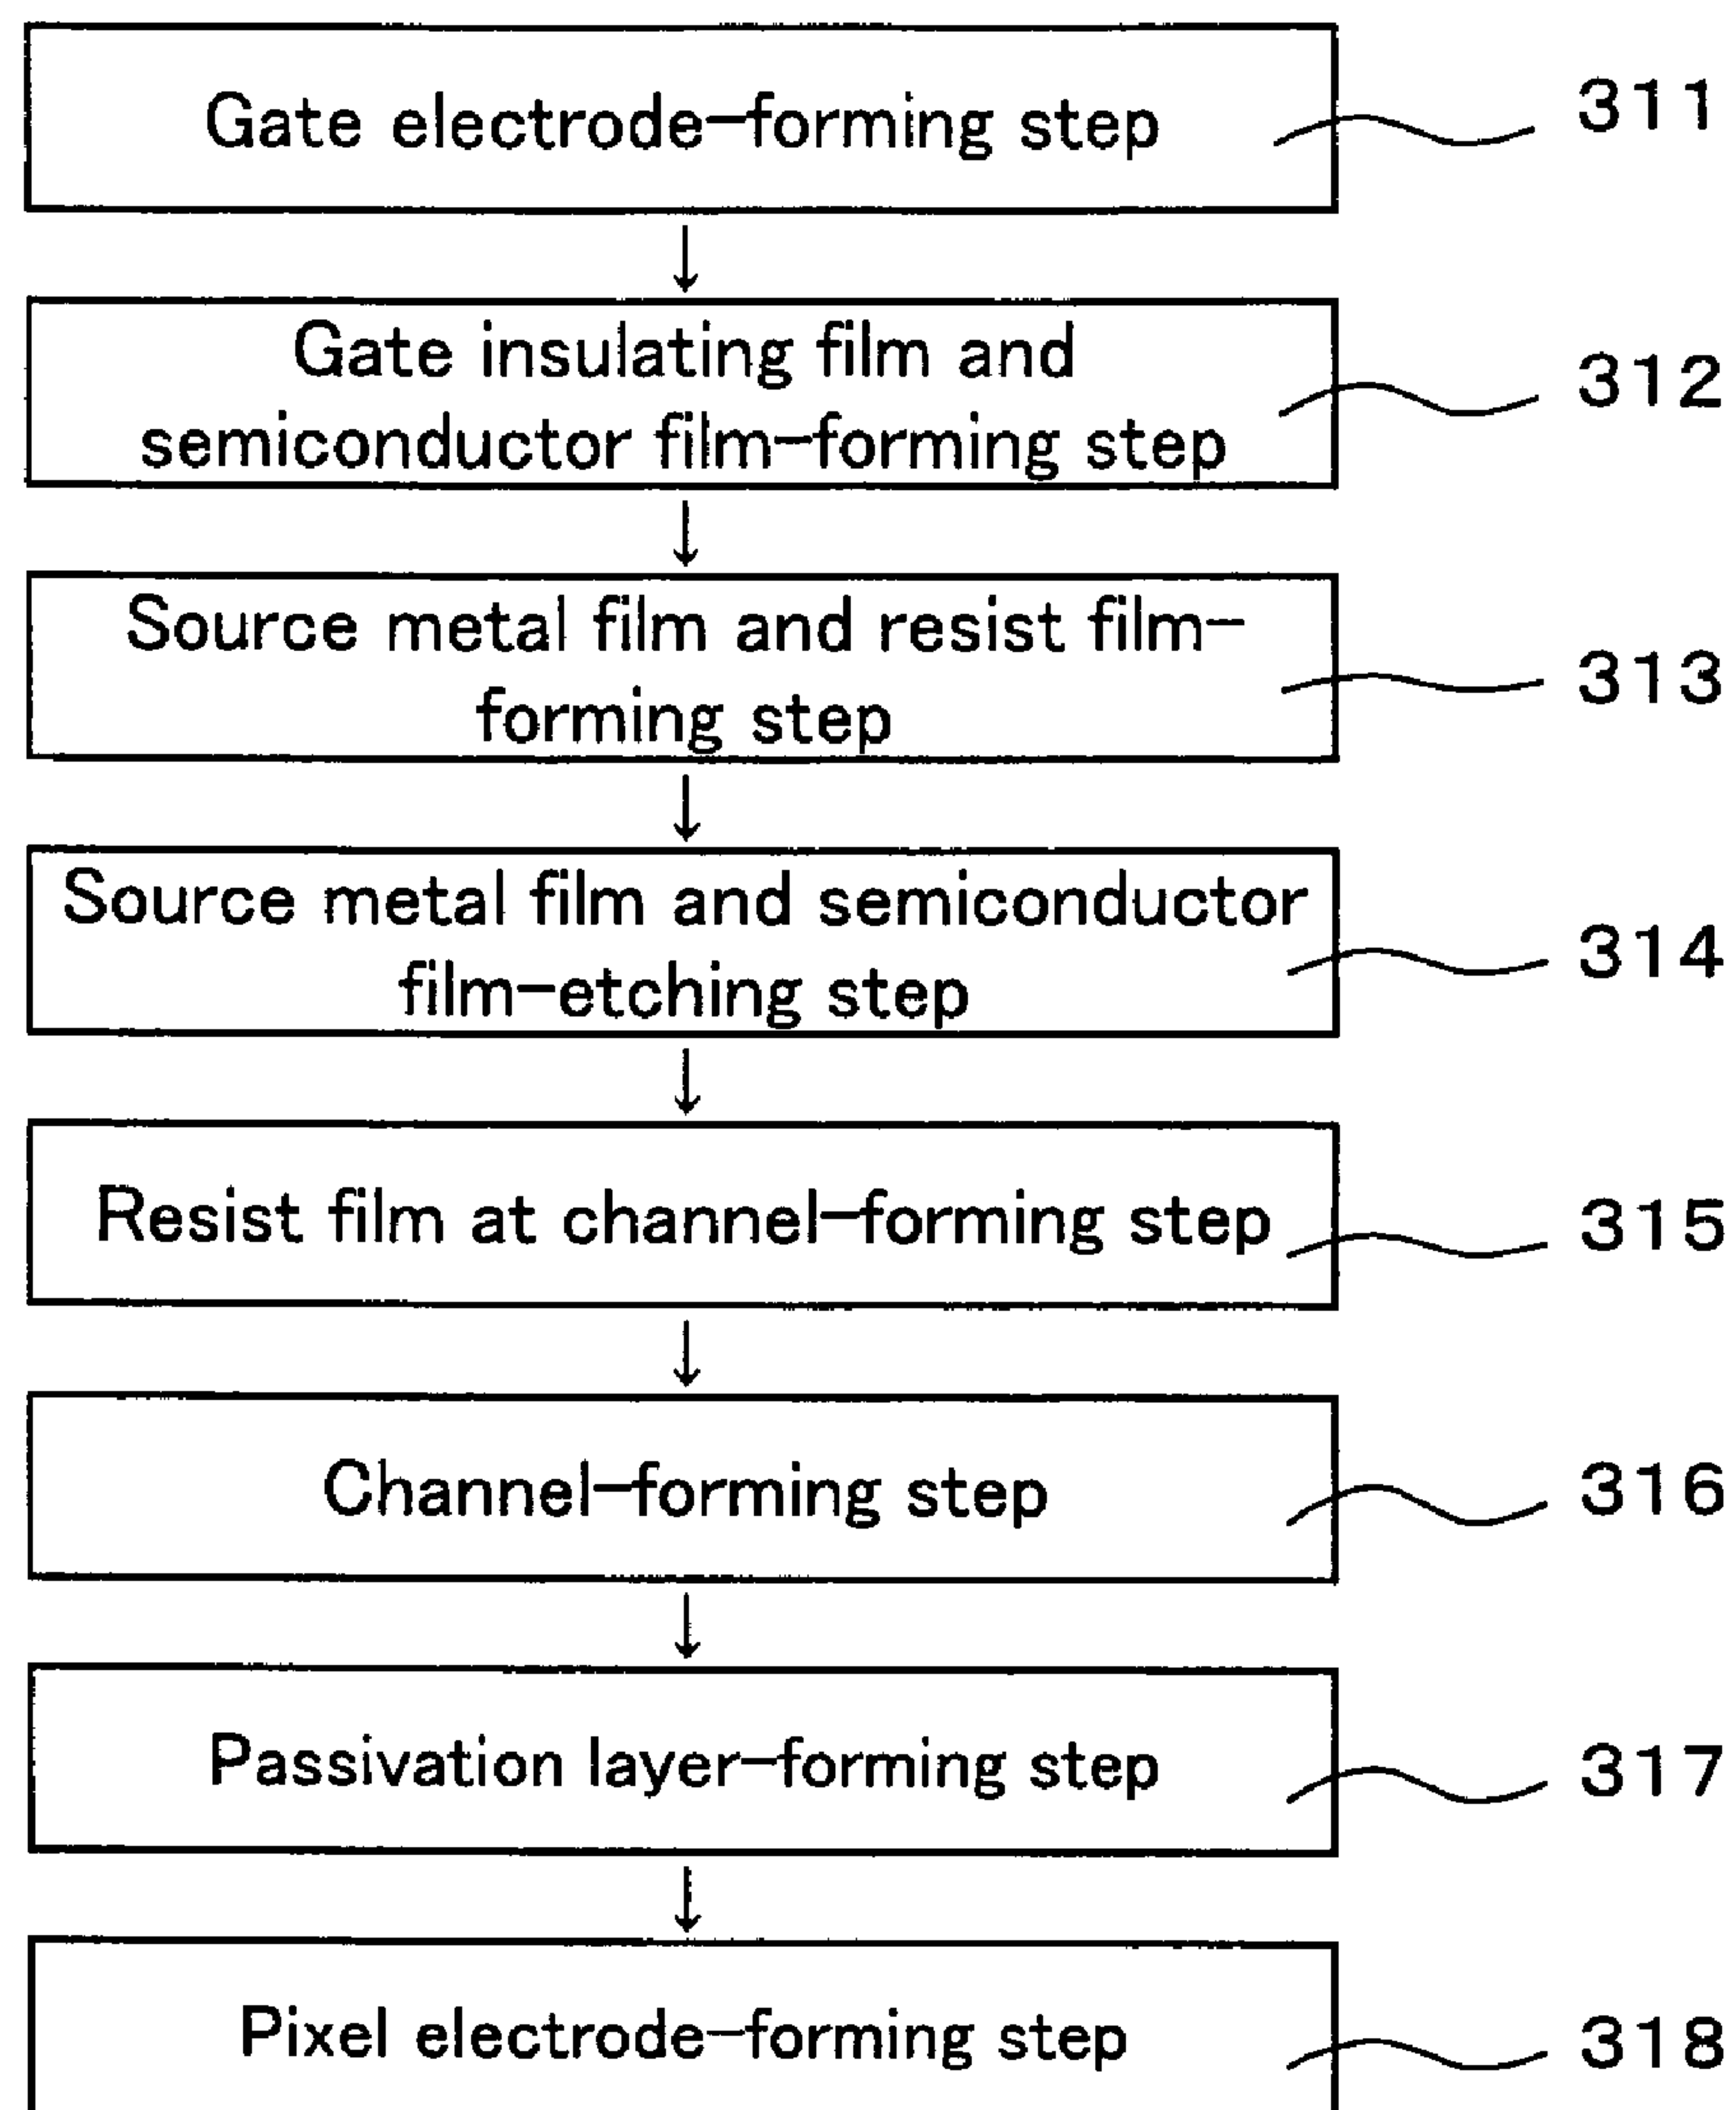 Gate electrode-forming step
311
Gate insulating film and
semiconductor film-forming step
312
Source metal film and resist film-
forming step
313
Source metal film and semiconductor
film-etching step
314
Resist film at channel-forming step
315
Channel-forming step
316
Passivation layer-forming step
317
Pixel electrode-forming step
318